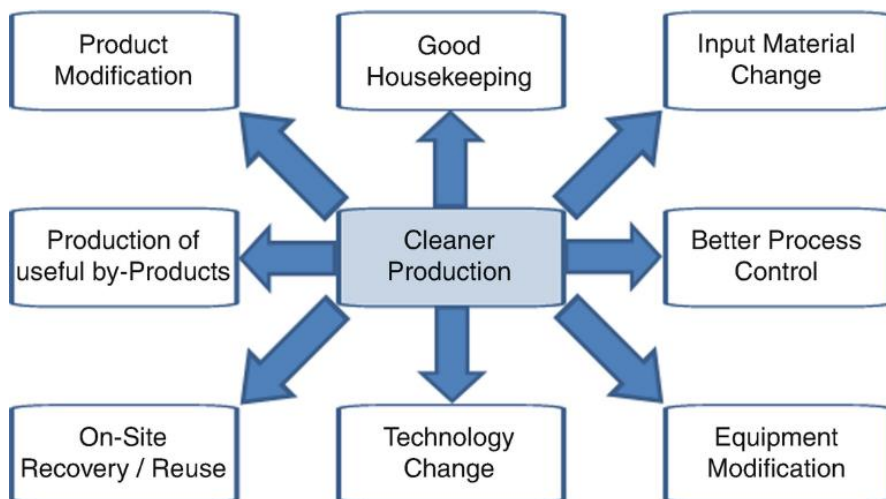 Product
Modification
Good
Housekeeping
Input Material
Change
Production of
useful by-Products
Cleaner
Production
Better Process
Control
On-Site
Recovery / Reuse
Technology
Change
Equipment
Modification